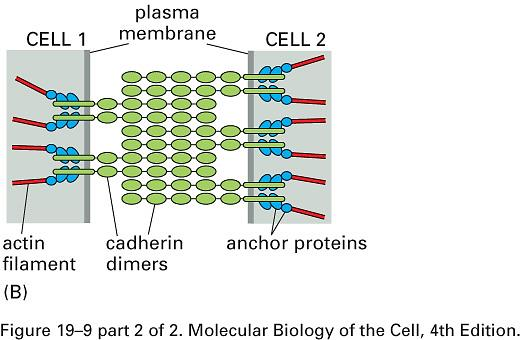 plasma
membrane
CELL 1
CELL 2
actin
filament
cadherin
dimers
anchor proteins
(B)
Figure 19–9 part 2 of 2. Molecular Biology of the Cell, 4th Edition.